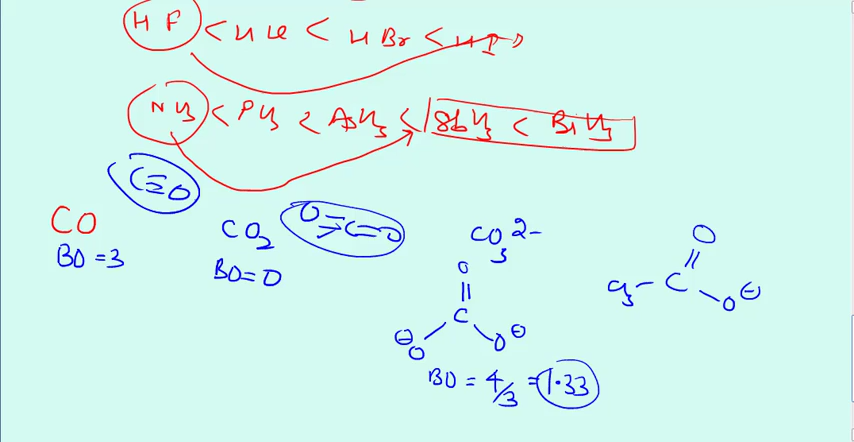 HF < HCl < HBr < HI
NH3 < PH3 < AsH3 < SbH3 < BiH3
C≡O
CO
BO = 3
CO2
O=C=O
BO = 0
CO3 2-
O
||
C
⊖O O⊖
BO = 4/3 = 1.33
O
||
CH3 - C
O⊖